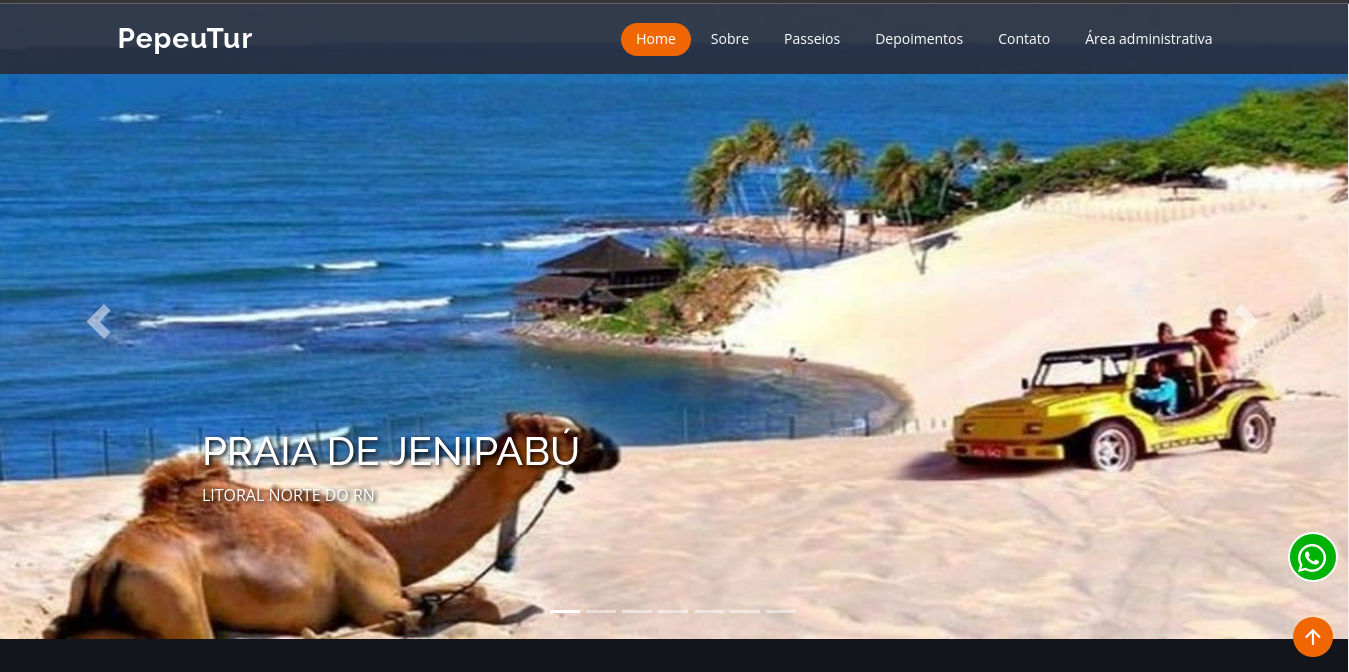 PepeuTur
Home Sobre Passeios Depoimentos Contato Área administrativa
PRAIA DE JENIPABÚ
LITORAL NORTE DO RN